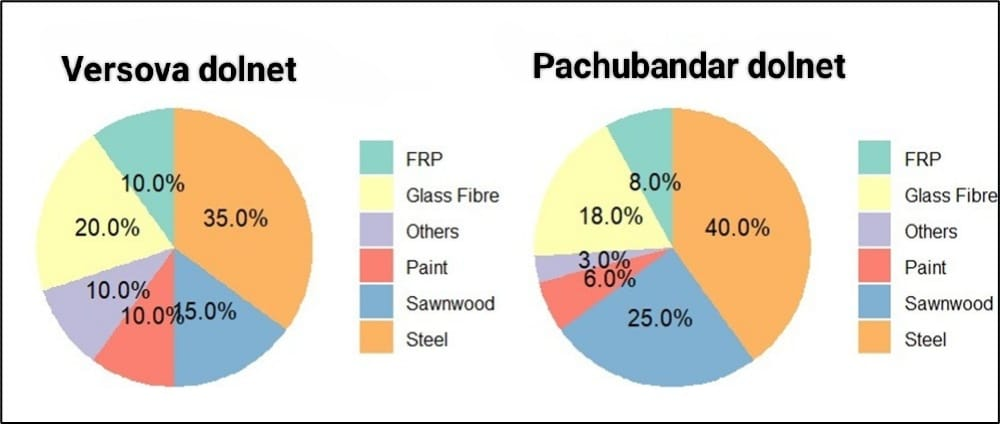 Versova dolnet
10.0%
35.0%
20.0%
10.0%
10.0%
15.0%
FRP
Glass Fibre
Others
Paint
Sawnwood
Steel
Pachubandar dolnet
8.0%
18.0%
40.0%
3.0%
6.0%
25.0%
FRP
Glass Fibre
Others
Paint
Sawnwood
Steel